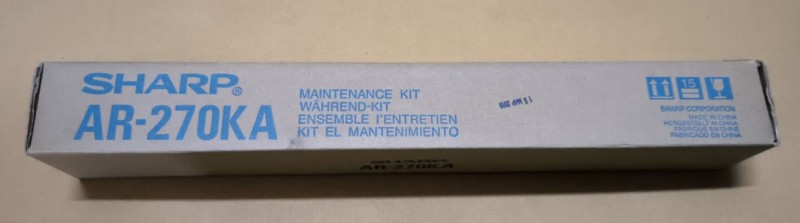 SHARP®
AR-270KA
MAINTENANCE KIT
WÄHREND-KIT
ENSEMBLE I'ENTRETIEN
KIT EL MANTENIMIENTO
15
SHARP CORPORATION
MADE IN CHINA
HERGESTELLT IN CHINA
FABRIQUÉ EN CHINE
FABRICADO EN CHINA
SHARP
AR-270KA